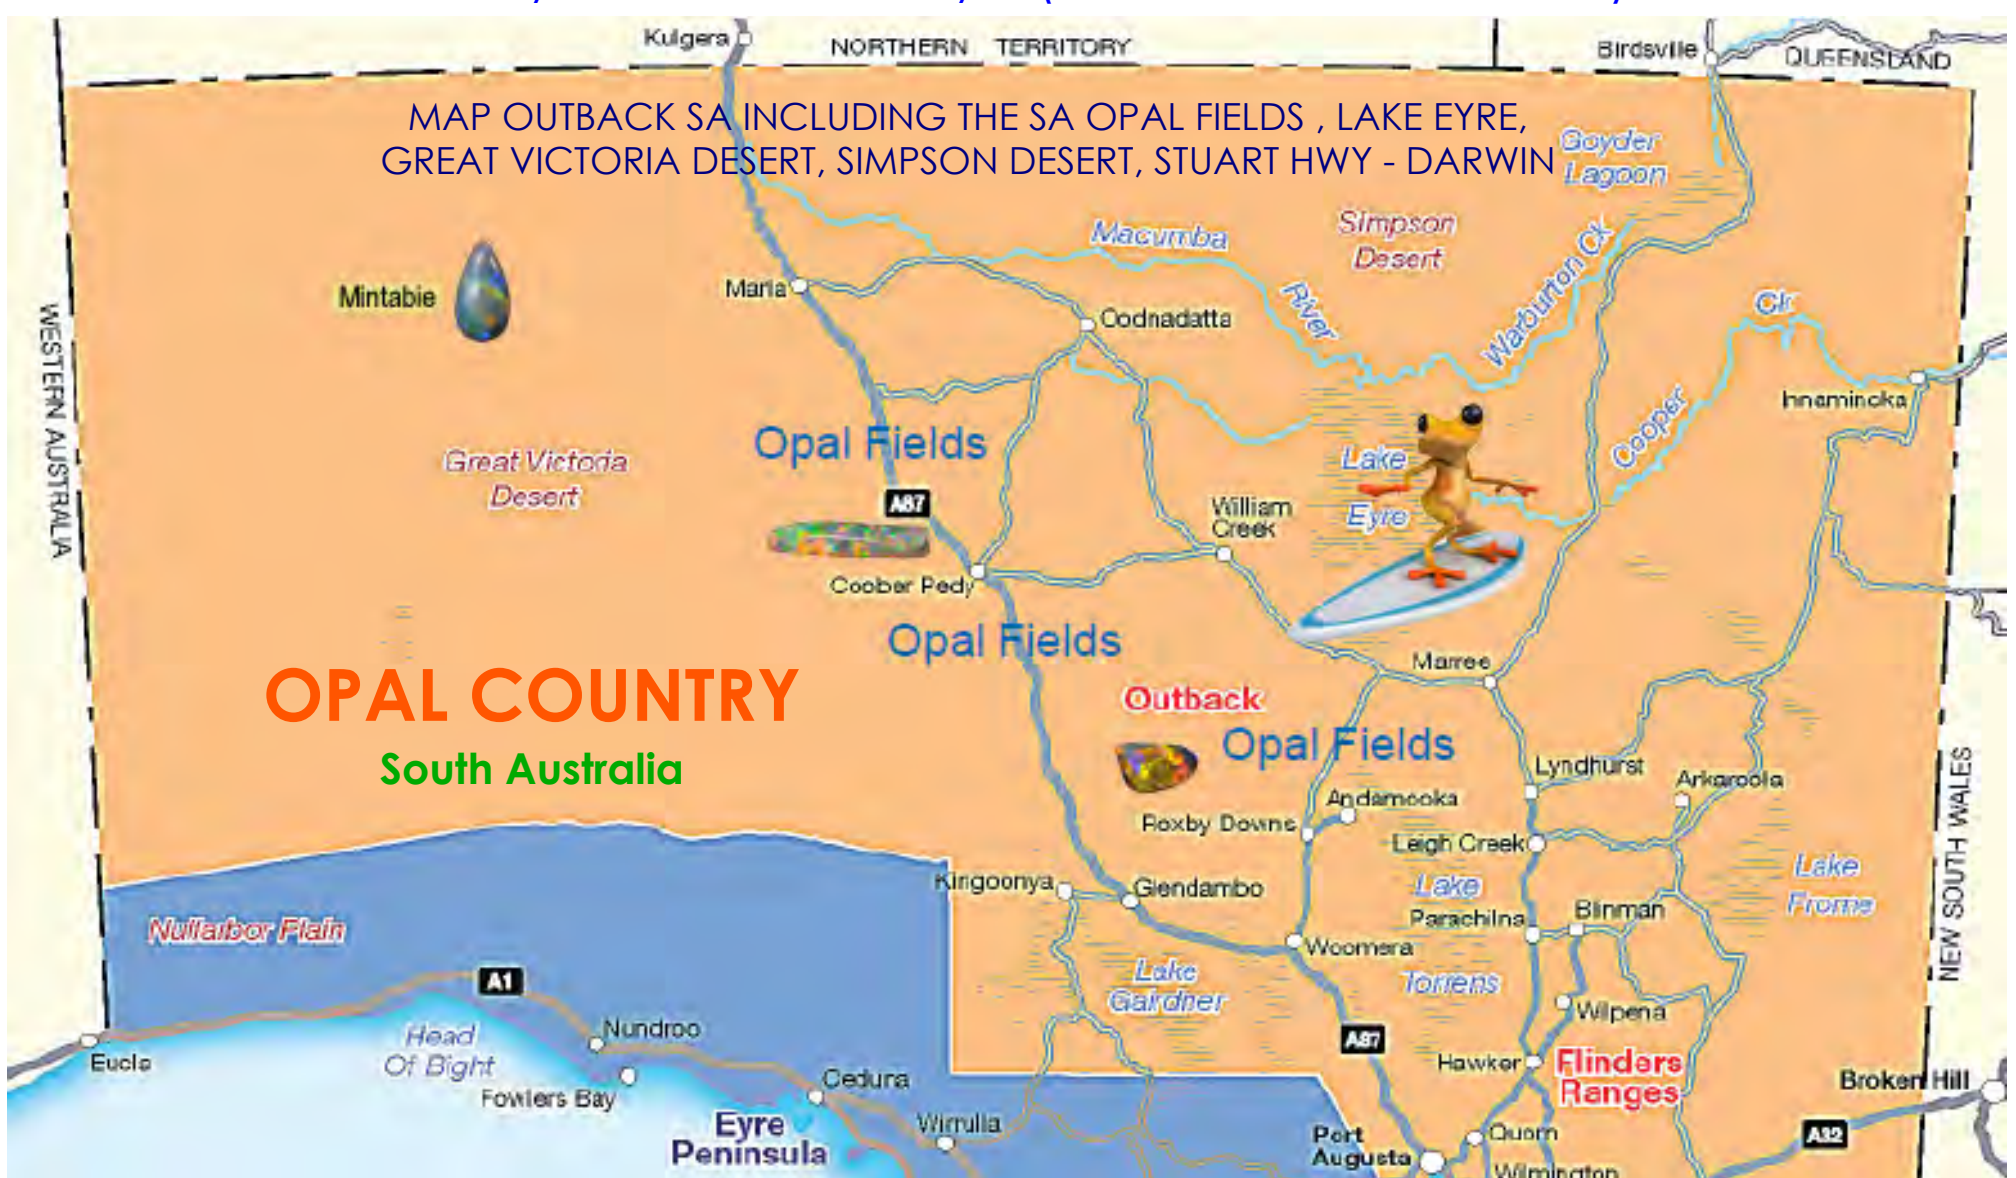 Kulgera
NORTHERN TERRITORY
Birdsville
QUEENSLAND
MAP OUTBACK SA INCLUDING THE SA OPAL FIELDS , LAKE EYRE,
GREAT VICTORIA DESERT, SIMPSON DESERT, STUART HWY - DARWIN
Goyder
Lagoon
Simpson
Desert
Macumba
River
Warburton Ck
Mintabie
Marla
Oodnadatta
Ck
Cooper
Innamincka
WESTERN AUSTRALIA
Opal Fields
Great Victoria
Desert
A87
Lake
Eyre
William
Creek
Coober Pedy
Opal Fields
Marree
OPAL COUNTRY
South Australia
Outback
Opal Fields
Lyndhurst
Arkaroola
Andamooka
Roxby Downs
Leigh Creek
NEW SOUTH WALES
Lake
Frome
Kingoonya
Glendambo
Lake
Torrens
Parachilna
Blinman
Nullarbor Plain
Woomera
A1
Lake
Gairdner
Wilpena
Head
Of Bight
Nundroo
A87
Eucla
Hawker
Flinders
Ranges
Fowlers Bay
Ceduna
Broken Hill
Eyre
Peninsula
Wirrulla
Port
Augusta
Quorn
A32
Wilmington